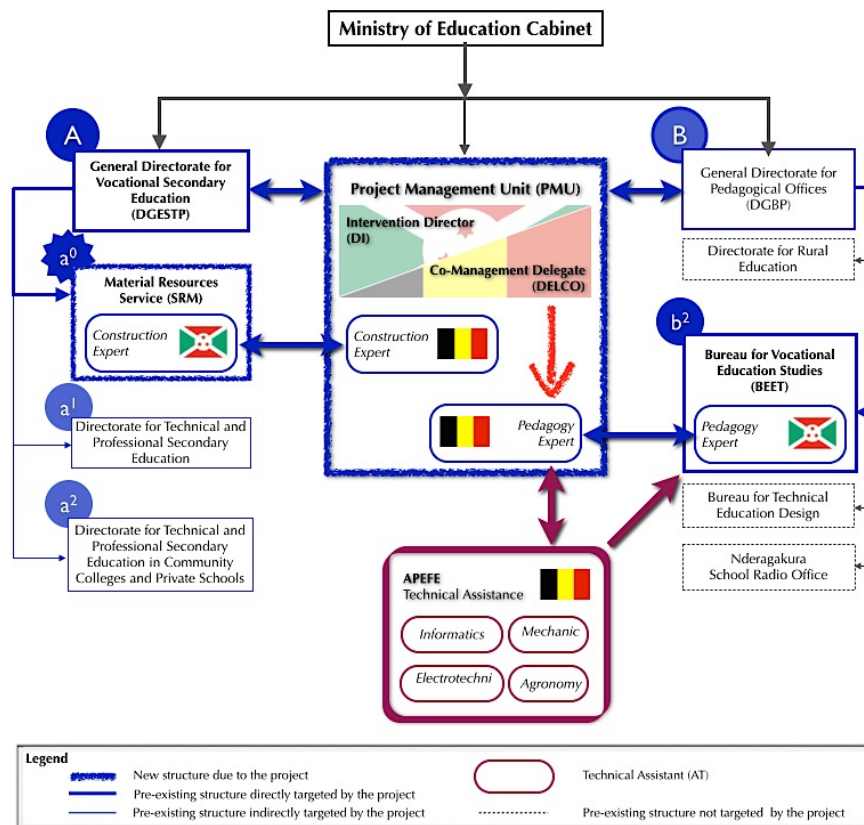 Ministry of Education Cabinet
A
General Directorate for
Vocational Secondary
Education
(DGESTP)
Project Management Unit (PMU)
Intervention Director
(DI)
Co-Management Delegate
(DELCO)
B
General Directorate for
Pedagogical Offices
(DGBP)
Directorate for Rural
Education
a0
Material Resources
Service (SRM)
Construction
Expert
Construction
Expert
b2
Bureau for Vocational
Education Studies
(BEET)
Pedagogy
Expert
Pedagogy
Expert
a1
Directorate for Technical and
Professional Secondary
Education
a2
Directorate for Technical and
Professional Secondary
Education in Community
Colleges and Private Schools
Bureau for Technical
Education Design
Nderagakura
School Radio Office
APEFE
Technical Assistance
Informatics
Mechanic
Electrotechni
Agronomy
Legend
New structure due to the project
Pre-existing structure directly targeted by the project
Pre-existing structure indirectly targeted by the project
Technical Assistant (AT)
Pre-existing structure not targeted by the project